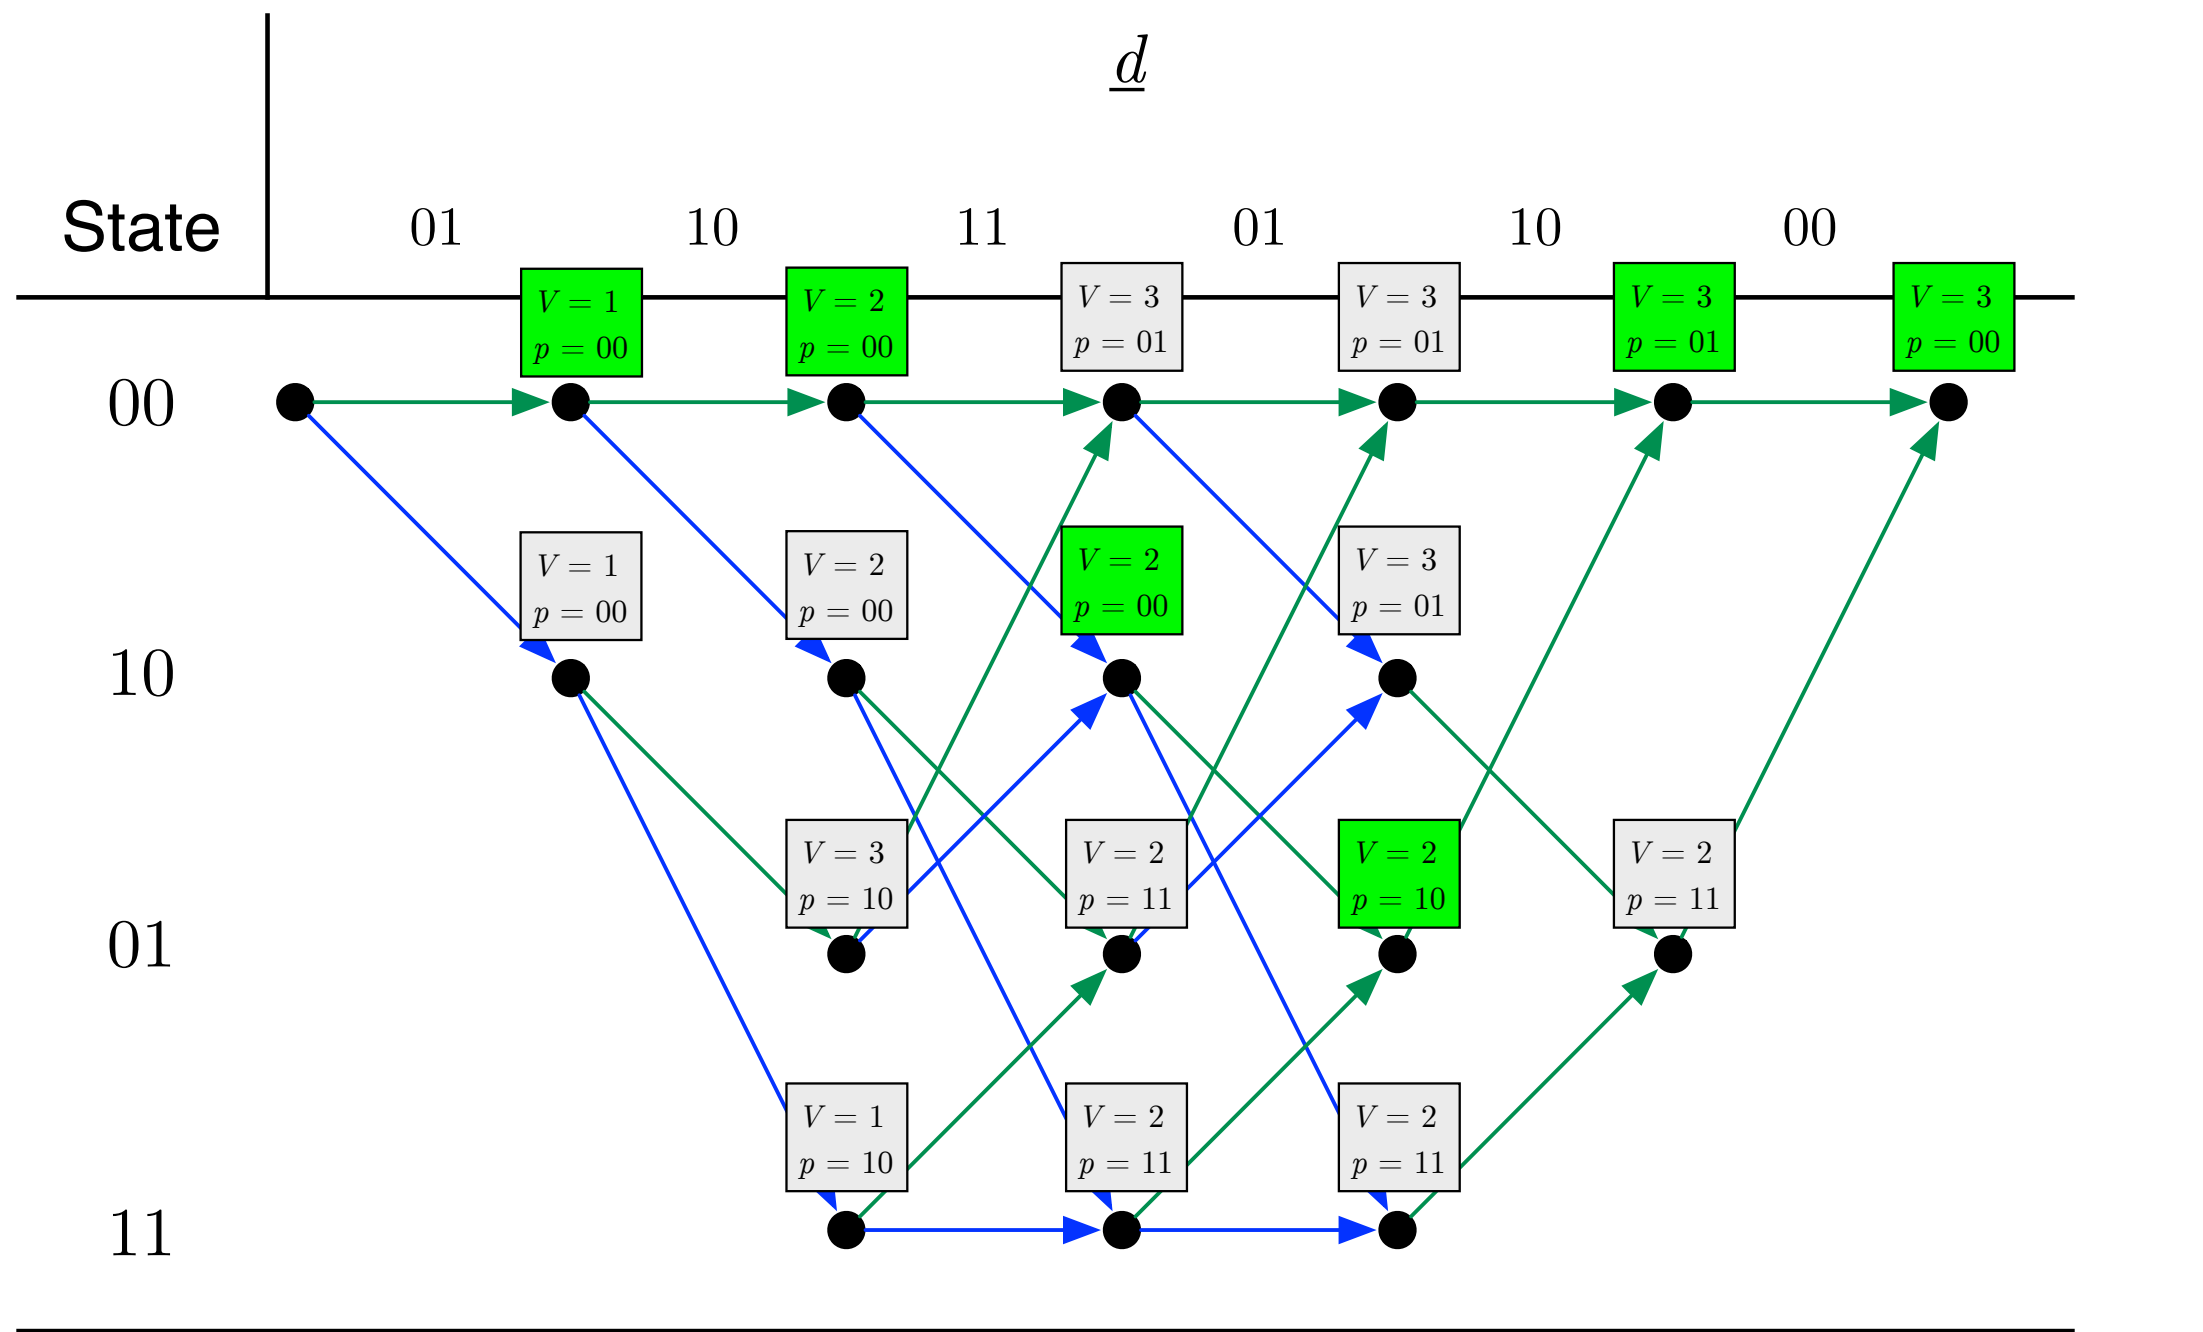 d
State 01 10 11 01 10 00
V = 1 V = 2 V = 3 V = 3 V = 3 V = 3
p = 00 p = 00 p = 01 p = 01 p = 01 p = 00
00
V = 1 V = 2 V = 2 V = 3
p = 00 p = 00 p = 00 p = 01
10
V = 3 V = 2 V = 2 V = 2
p = 10 p = 11 p = 10 p = 11
01
V = 1 V = 2 V = 2
p = 10 p = 11 p = 11
11